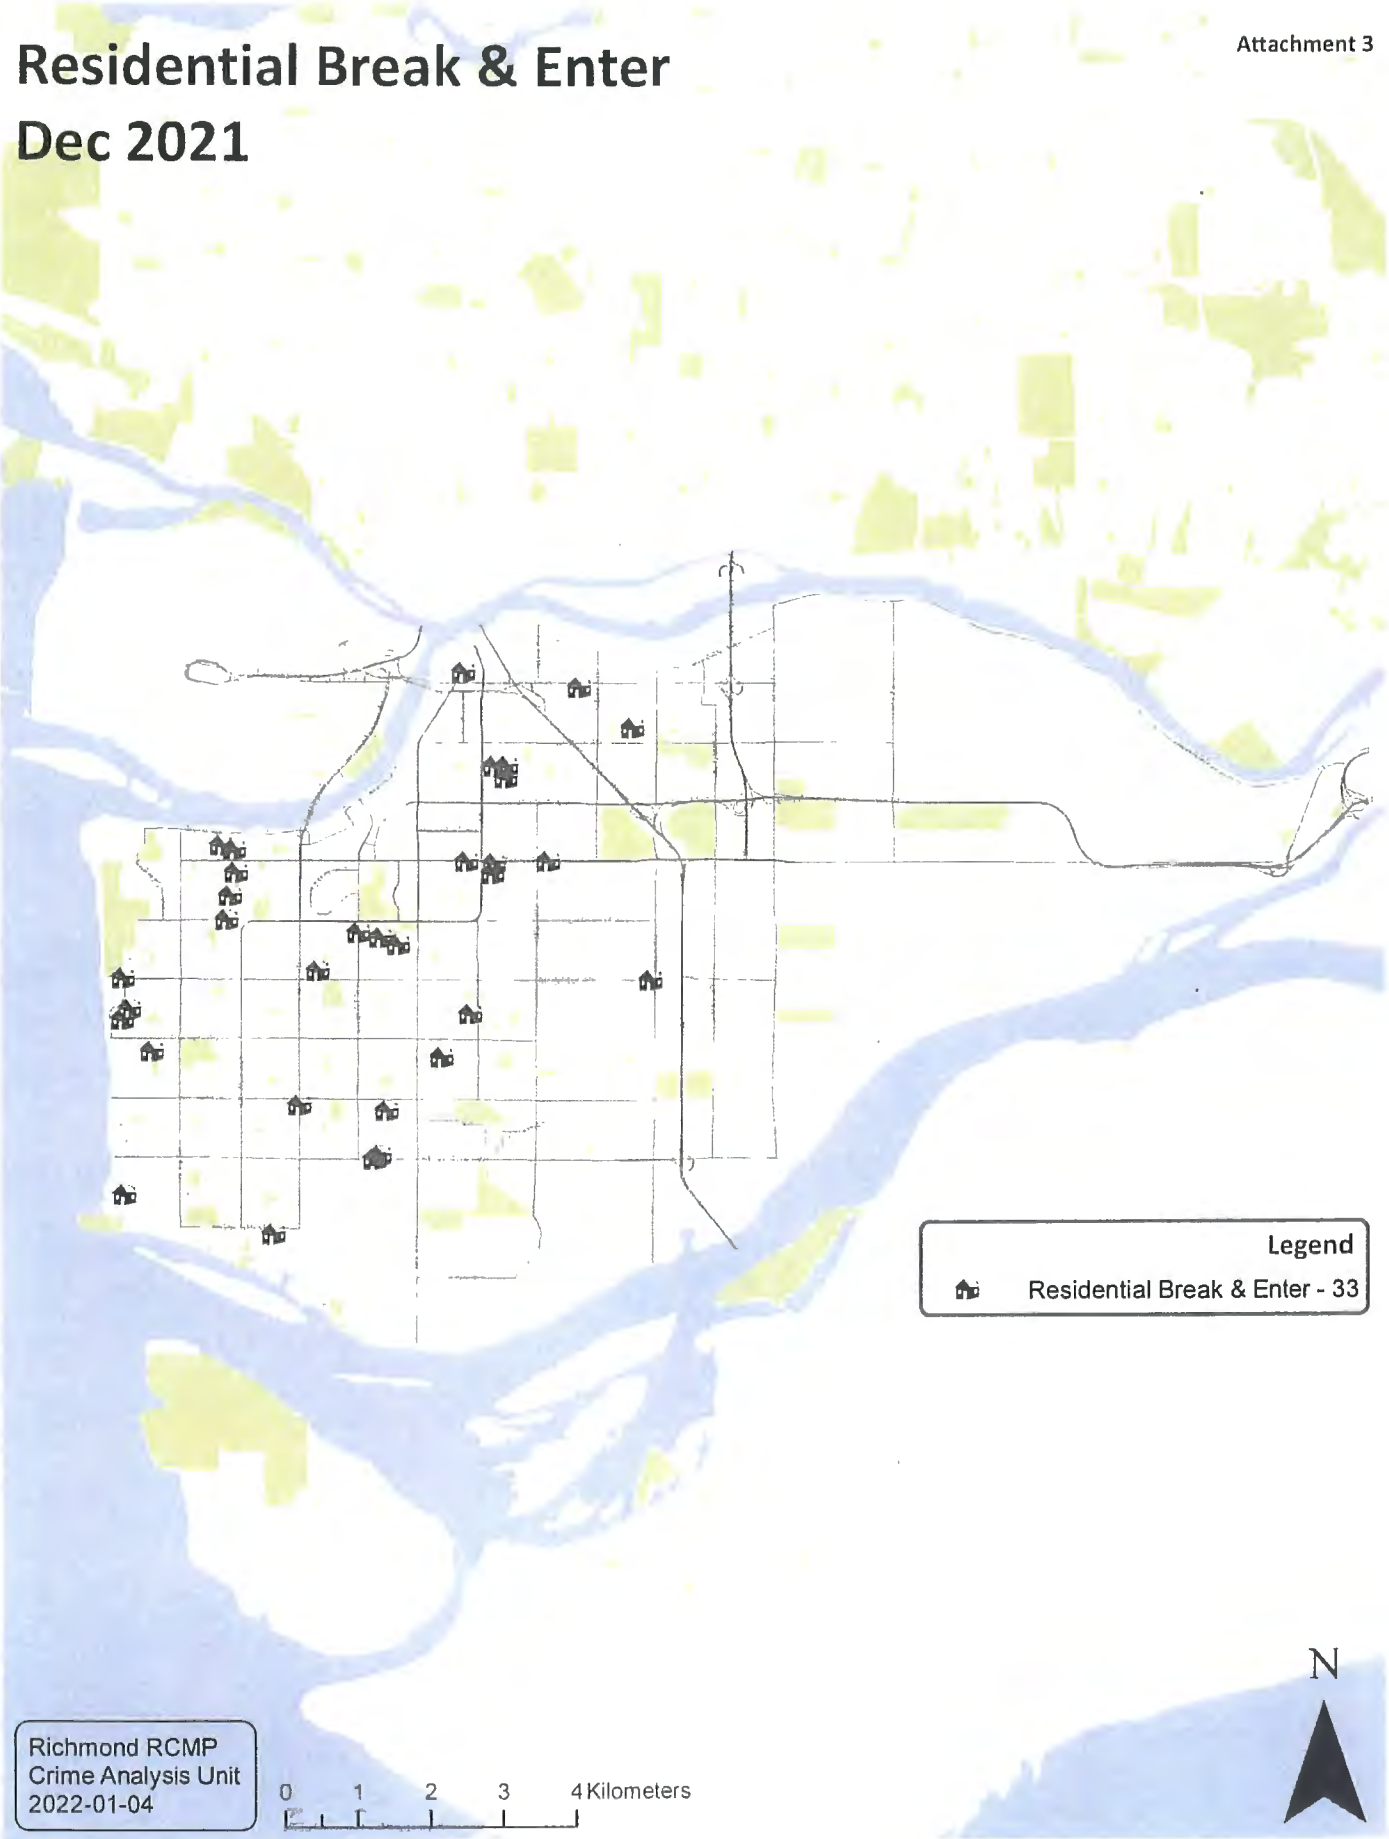 Attachment 3
Residential Break & Enter
Dec 2021
Legend
Residential Break & Enter - 33
N
Richmond RCMP
Crime Analysis Unit
2022-01-04
0 1 2 3 4 Kilometers